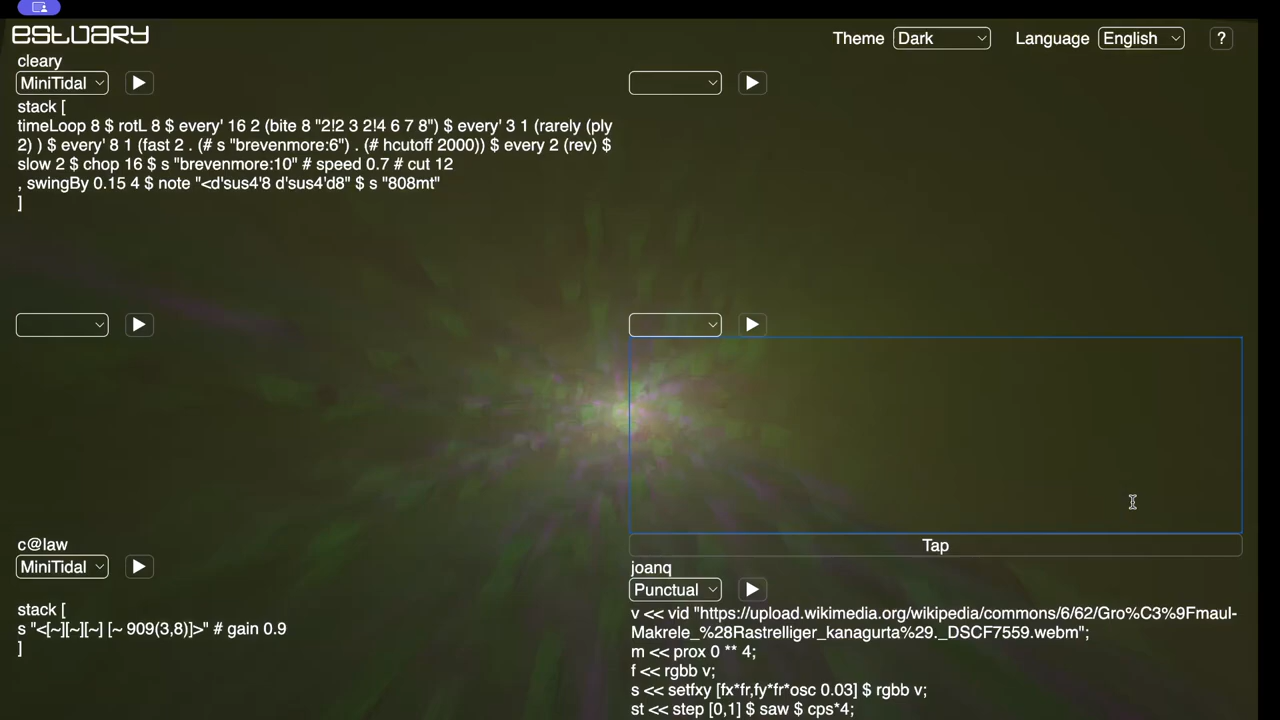 estuary
Theme Dark Language English ?
cleary
MiniTidal
stack [
timeLoop 8 $ rotL 8 $ every' 16 2 (bite 8 "2!2 3 2!4 6 7 8") $ every' 3 1 (rarely (ply
2) ) $ every' 8 1 (fast 2 . (# s "brevenmore:6") . (# hcutoff 2000)) $ every 2 (rev) $
slow 2 $ chop 16 $ s "brevenmore:10" # speed 0.7 # cut 12
, swingBy 0.15 4 $ note "<d'sus4'8 d'sus4'd8" $ s "808mt"
]
c@law
MiniTidal
stack [
s "<[~][~][~] [~ 909(3,8)]>" # gain 0.9
]
Tap
joanq
Punctual
v << vid "https://upload.wikimedia.org/wikipedia/commons/6/62/Gro%C3%9Fmaul-
Makrele_%28Rastrelliger_kanagurta%29._DSCF7559.webm";
m << prox 0 ** 4;
f << rgbb v;
s << setfxy [fx*fr,fy*fr*osc 0.03] $ rgbb v;
st << step [0,1] $ saw $ cps*4;